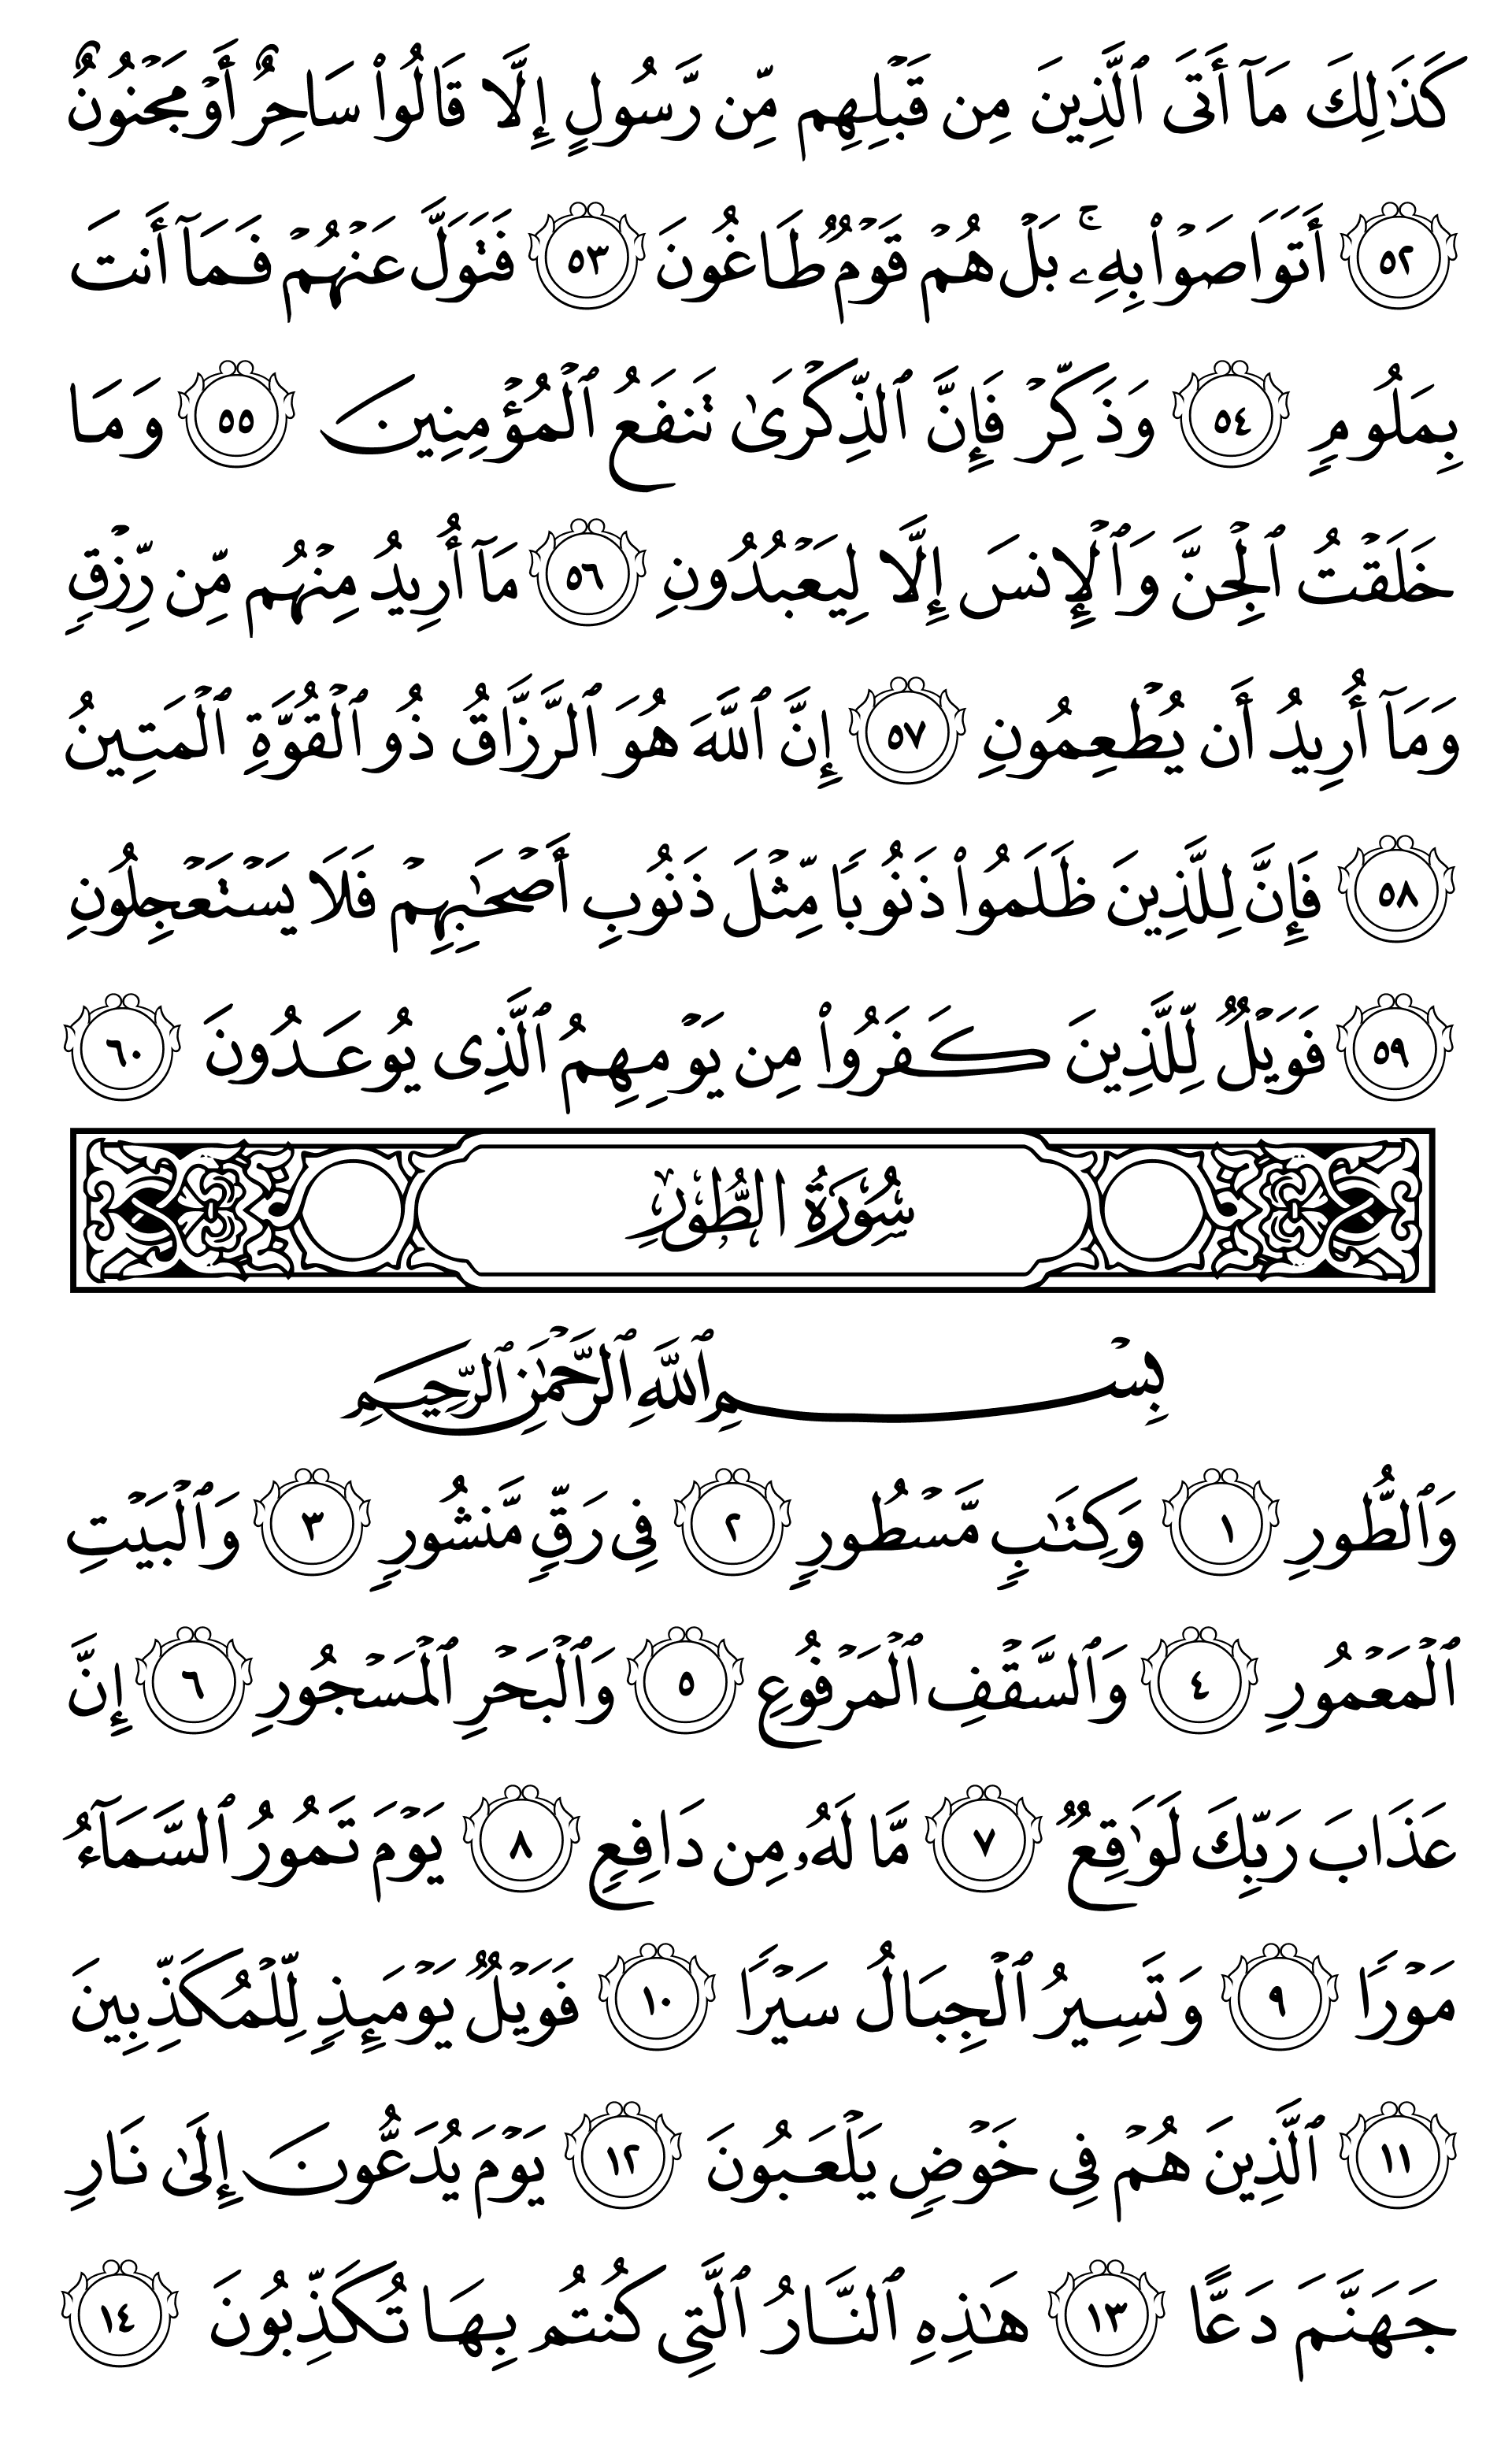 كَذَٰلِكَ مَآ أَتَى ٱلَّذِينَ مِن قَبۡلِهِم مِّن رَّسُولٍ إِلَّا قَالُواْ سَاحِرٌ أَوۡ مَجۡنُونٌ
٥٢ أَتَوَاصَوۡاْ بِهِۦۚ بَلۡ هُمۡ قَوۡمٞ طَاغُونَ ٥٣ فَتَوَلَّ عَنۡهُمۡ فَمَآ أَنتَ
بِمَلُومٖ ٥٤ وَذَكِّرۡ فَإِنَّ ٱلذِّكۡرَىٰ تَنفَعُ ٱلۡمُؤۡمِنِينَ ٥٥ وَمَا
خَلَقۡتُ ٱلۡجِنَّ وَٱلۡإِنسَ إِلَّا لِيَعۡبُدُونِ ٥٦ مَآ أُرِيدُ مِنۡهُم مِّن رِّزۡقٖ
وَمَآ أُرِيدُ أَن يُطۡعِمُونِ ٥٧ إِنَّ ٱللَّهَ هُوَ ٱلرَّزَّاقُ ذُو ٱلۡقُوَّةِ ٱلۡمَتِينُ
٥٨ فَإِنَّ لِلَّذِينَ ظَلَمُواْ ذَنُوبٗا مِّثۡلَ ذَنُوبِ أَصۡحَٰبِهِمۡ فَلَا يَسۡتَعۡجِلُونِ
٥٩ فَوَيۡلٞ لِّلَّذِينَ كَفَرُواْ مِن يَوۡمِهِمُ ٱلَّذِي يُوعَدُونَ ٦٠
سُورَةُ الطُّورِ
بِسۡمِ ٱللَّهِ ٱلرَّحۡمَٰنِ ٱلرَّحِيمِ
وَٱلطُّورِ ١ وَكِتَٰبٖ مَّسۡطُورٖ ٢ فِي رَقّٖ مَّنشُورٖ ٣ وَٱلۡبَيۡتِ
ٱلۡمَعۡمُورِ ٤ وَٱلسَّقۡفِ ٱلۡمَرۡفُوعِ ٥ وَٱلۡبَحۡرِ ٱلۡمَسۡجُورِ ٦ إِنَّ
عَذَابَ رَبِّكَ لَوَٰقِعٞ ٧ مَّا لَهُۥ مِن دَافِعٖ ٨ يَوۡمَ تَمُورُ ٱلسَّمَآءُ
مَوۡرٗا ٩ وَتَسِيرُ ٱلۡجِبَالُ سَيۡرٗا ١٠ فَوَيۡلٞ يَوۡمَئِذٖ لِّلۡمُكَذِّبِينَ
١١ ٱلَّذِينَ هُمۡ فِي خَوۡضٖ يَلۡعَبُونَ ١٢ يَوۡمَ يُدَعُّونَ إِلَىٰ نَارِ
جَهَنَّمَ دَعًّا ١٣ هَٰذِهِ ٱلنَّارُ ٱلَّتِي كُنتُم بِهَا تُكَذِّبُونَ ١٤